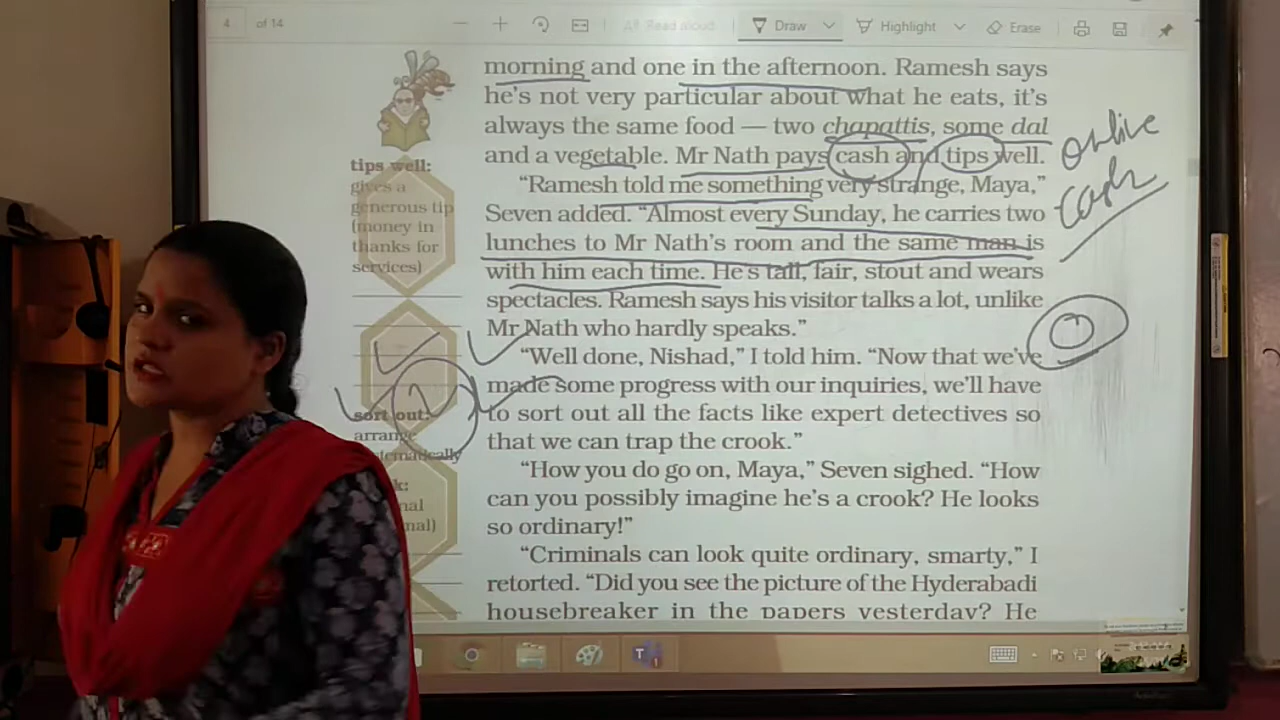 4 of 14
Read aloud
Draw
Highlight
Erase
morning and one in the afternoon. Ramesh says
he's not very particular about what he eats, it's
always the same food — two chapattis, some dal
and a vegetable. Mr Nath pays cash and tips well.
"Ramesh told me something very strange, Maya,"
Seven added. "Almost every Sunday, he carries two
lunches to Mr Nath's room and the same man is
with him each time. He's tall, fair, stout and wears
spectacles. Ramesh says his visitor talks a lot, unlike
Mr Nath who hardly speaks."
"Well done, Nishad," I told him. "Now that we've
made some progress with our inquiries, we'll have
to sort out all the facts like expert detectives so
that we can trap the crook."
"How you do go on, Maya," Seven sighed. "How
can you possibly imagine he's a crook? He looks
so ordinary!"
"Criminals can look quite ordinary, smarty," I
retorted. "Did you see the picture of the Hyderabadi
housebreaker in the papers yesterday? He
tips well:
gives a
generous tip
(money in
thanks for
services)
sort out:
arrange
online
cash